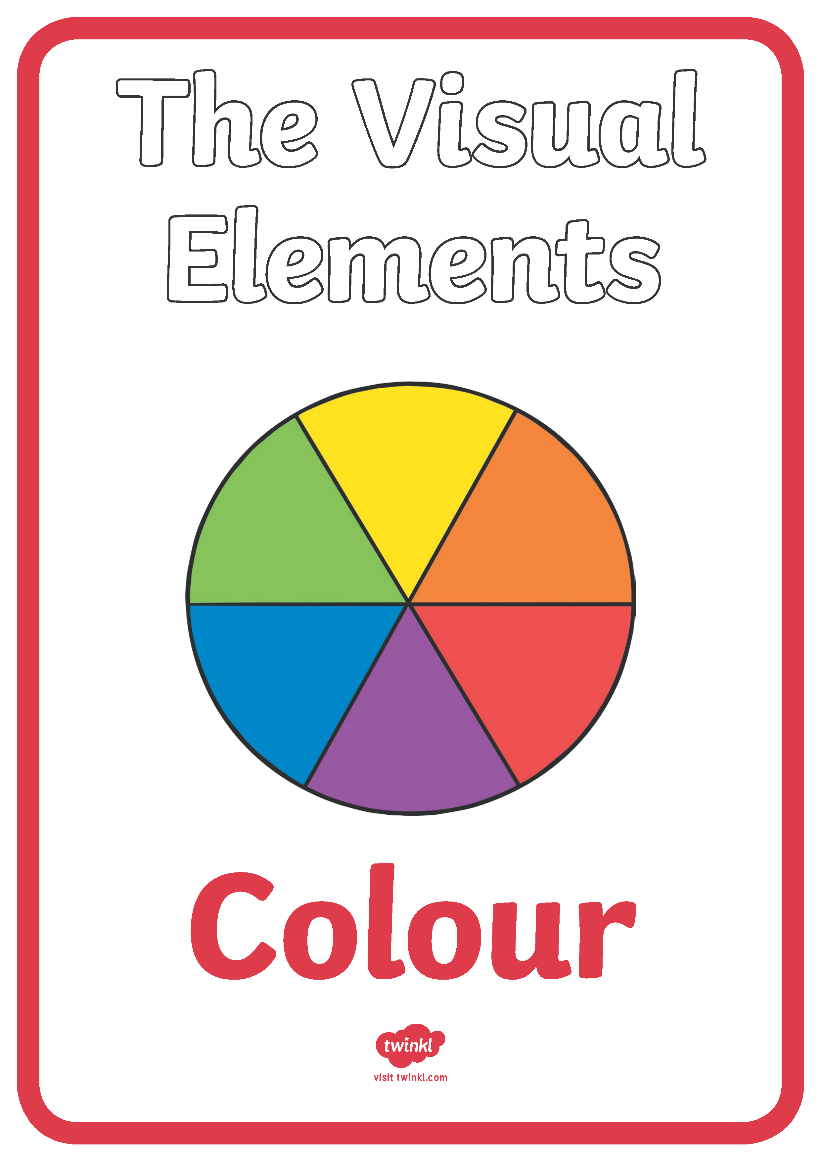 The Visual
Elements
Colour
twinkl
visit twinkl.com